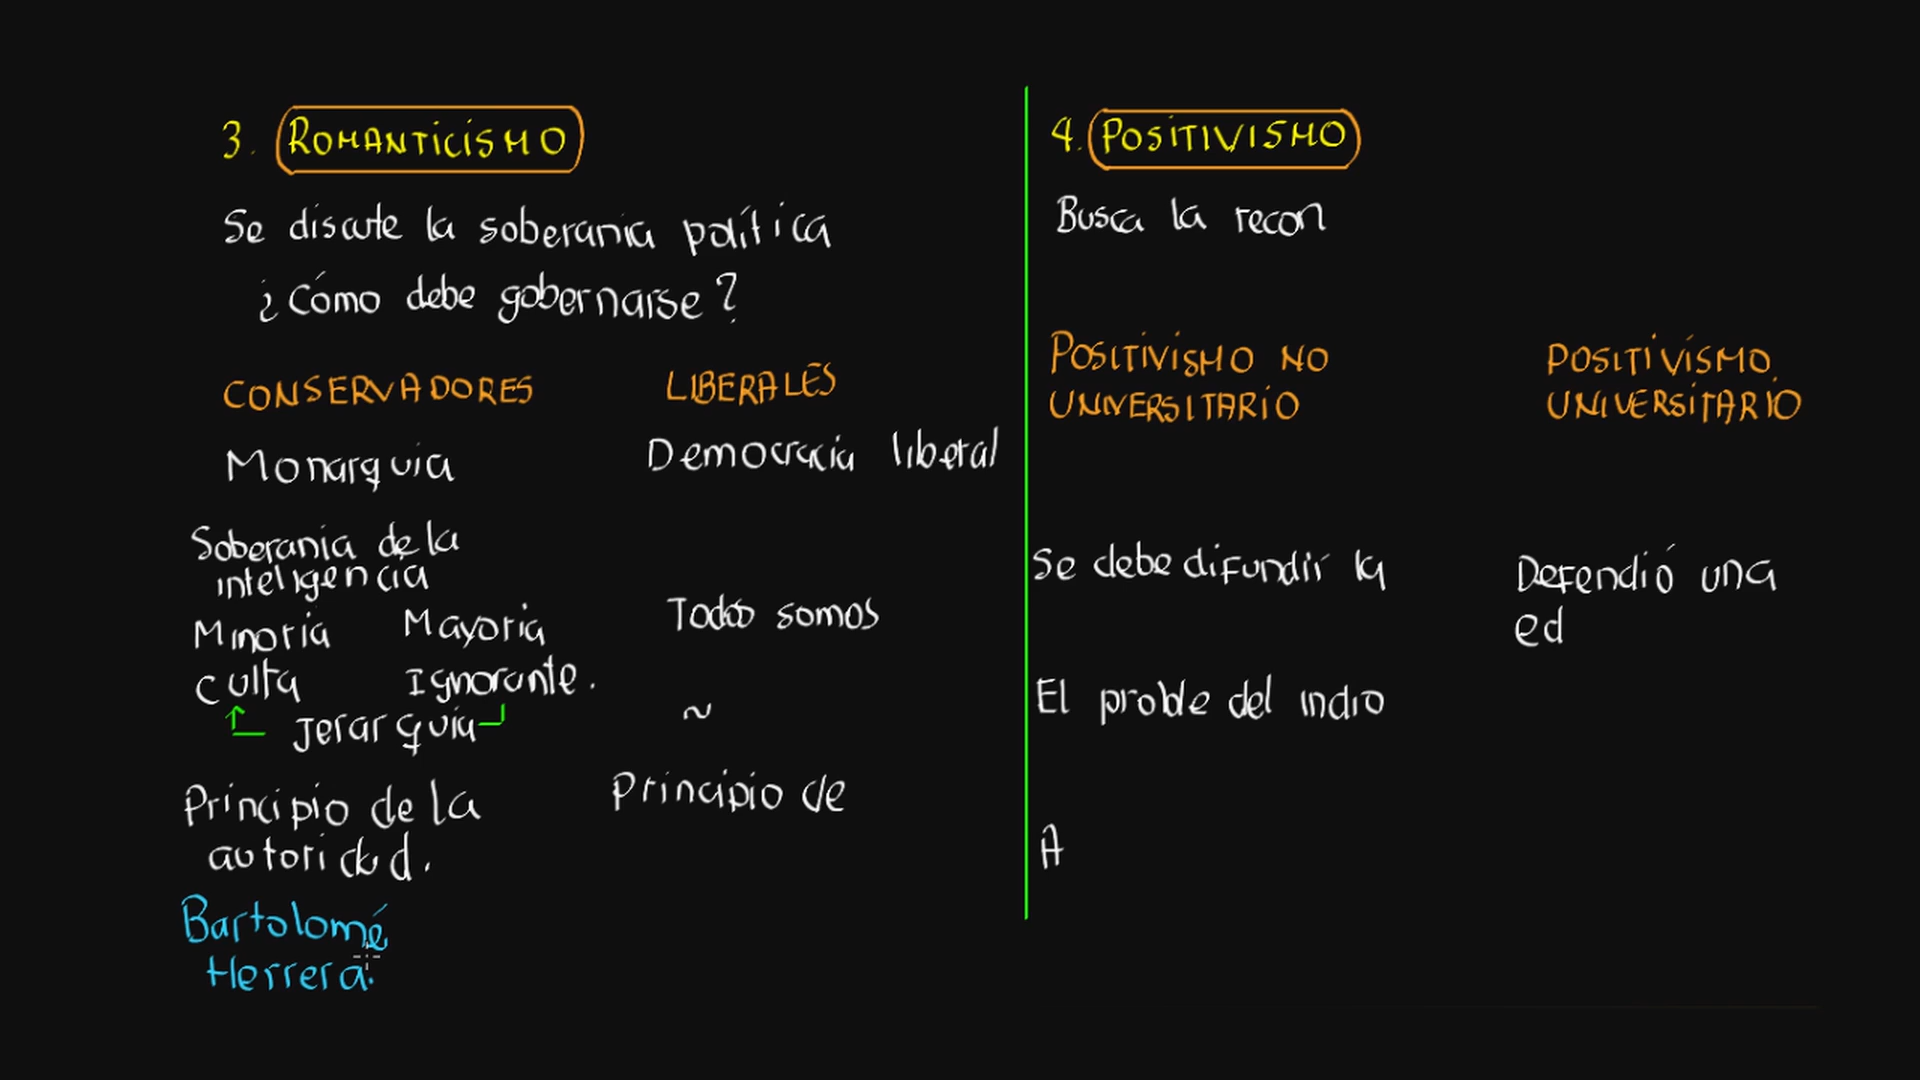 3. ROMANTICISMO
Se discute la soberania política
¿Cómo debe gobernarse?
CONSERVADORES
LIBERALES
Monarquia
Democracia liberal
Soberania de la
inteligencia
Minoria Mayoria
culta Ignorante.
Jerarquia
Todos somos
~
Principio de la
autoridad.
Principio de
Bartolomé
Herrera.
4. POSITIVISMO
Busca la recon
POSITIVISMO NO
UNIVERSITARIO
POSITIVISMO
UNIVERSITARIO
Se debe difundir la
Defendió una
ed
El proble del indio
A